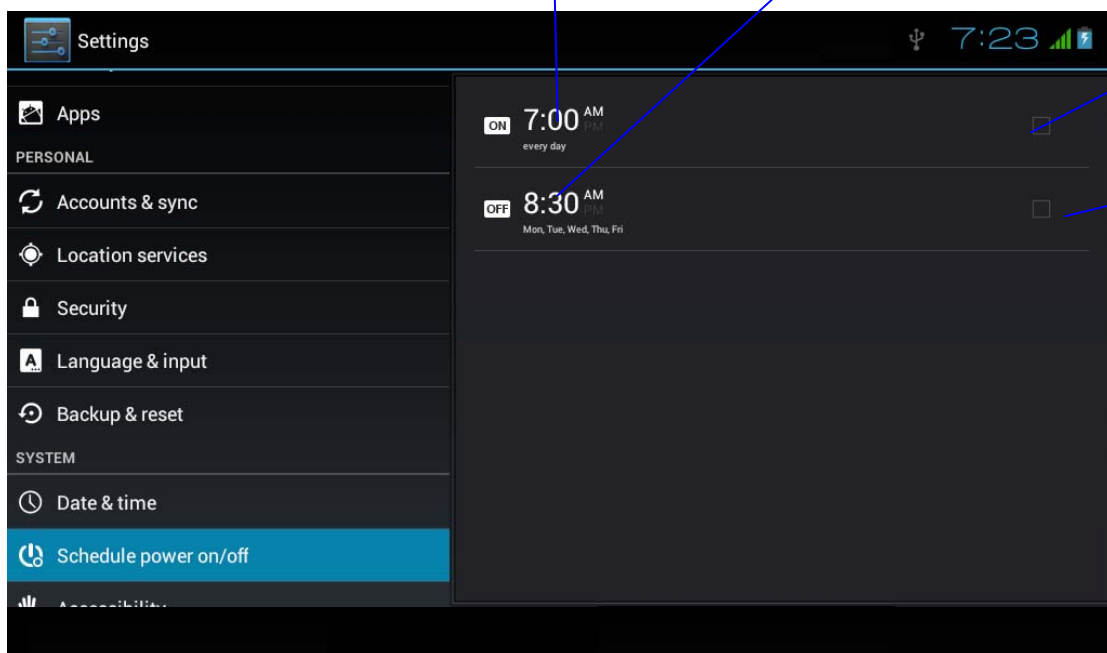 Settings
7:23
Apps
PERSONAL
Accounts & sync
Location services
Security
Language & input
Backup & reset
SYSTEM
Date & time
Schedule power on/off
Accessibility
ON 7:00 AM
PM
every day
OFF 8:30 AM
PM
Mon, Tue, Wed, Thu, Fri